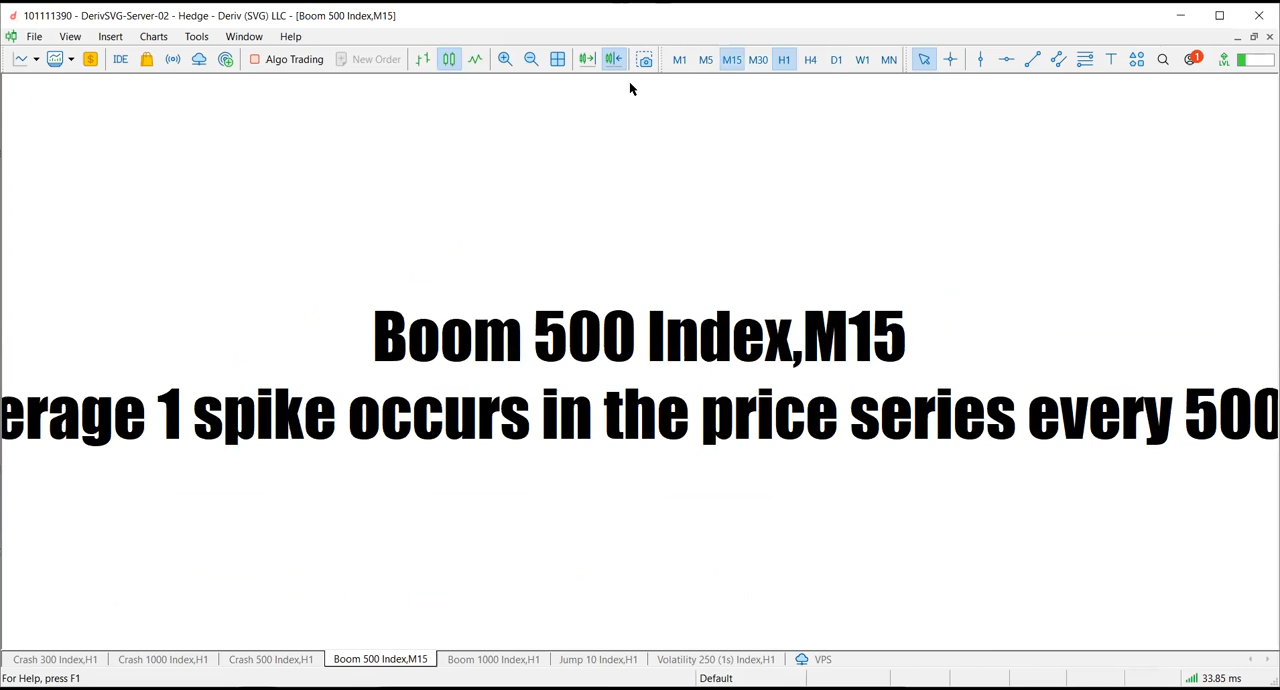 101111390 - DerivSVG-Server-02 - Hedge - Deriv (SVG) LLC - [Boom 500 Index,M15]
File View Insert Charts Tools Window Help
IDE Algo Trading New Order M1 M5 M15 M30 H1 H4 D1 W1 MN T 1 LVL
Boom 500 Index,M15
erage 1 spike occurs in the price series every 500
Crash 300 Index,H1 Crash 1000 Index,H1 Crash 500 Index,H1 Boom 500 Index,M15 Boom 1000 Index,H1 Jump 10 Index,H1 Volatility 250 (1s) Index,H1 VPS
For Help, press F1 Default 33.85 ms